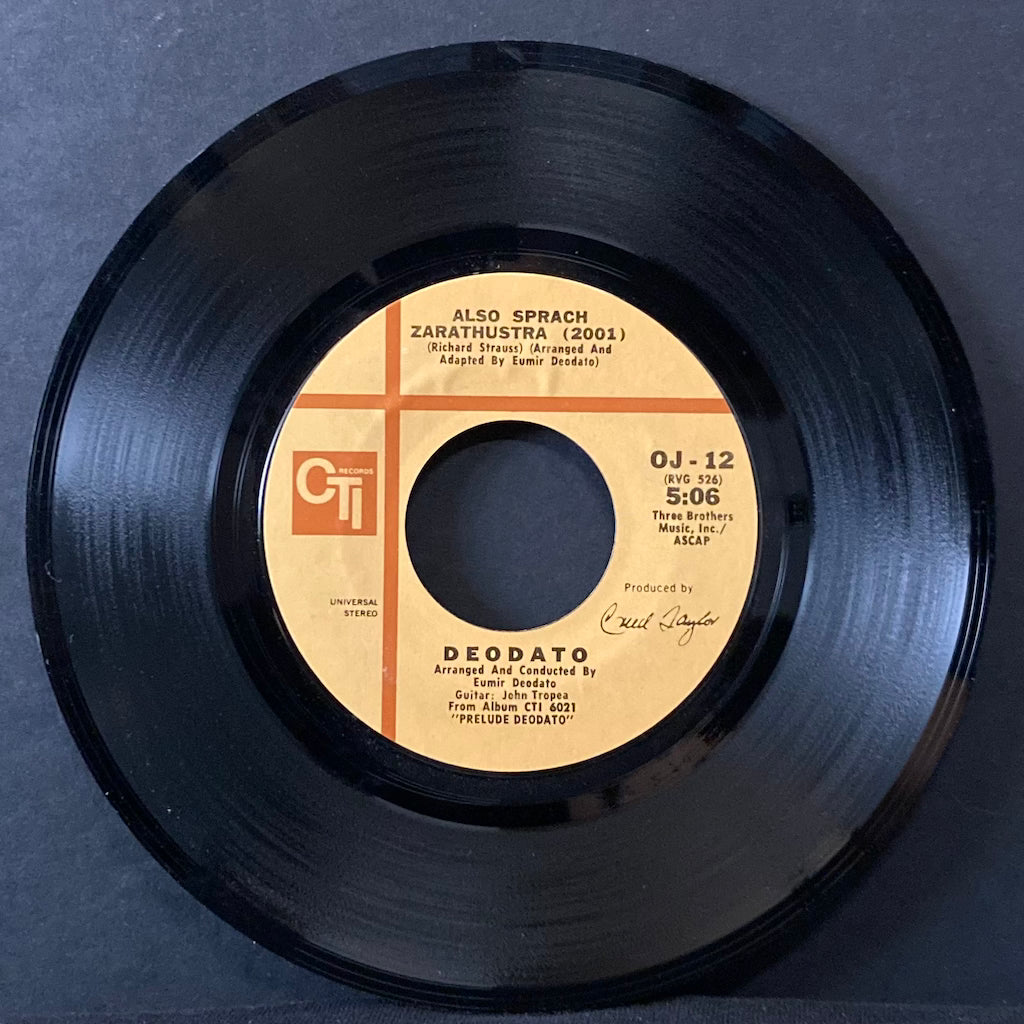 ALSO SPRACH
ZARATHUSTRA (2001)
(Richard Strauss) (Arranged And
Adapted By Eumir Deodato)
CTI RECORDS
OJ - 12
(RVG 526)
5:06
Three Brothers
Music, Inc./
ASCAP
UNIVERSAL
STEREO
Produced by
Creed Taylor
DEODATO
Arranged And Conducted By
Eumir Deodato
Guitar: John Tropea
From Album CTI 6021
"PRELUDE DEODATO"